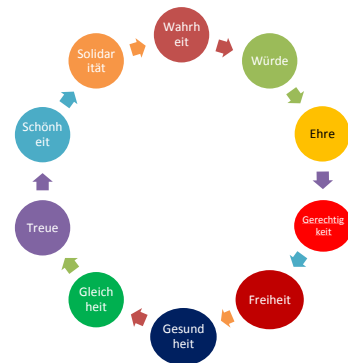 Wahrh
eit
Würde
Ehre
Gerechtig
keit
Freiheit
Gesund
heit
Gleich
heit
Treue
Schönh
eit
Solidar
ität